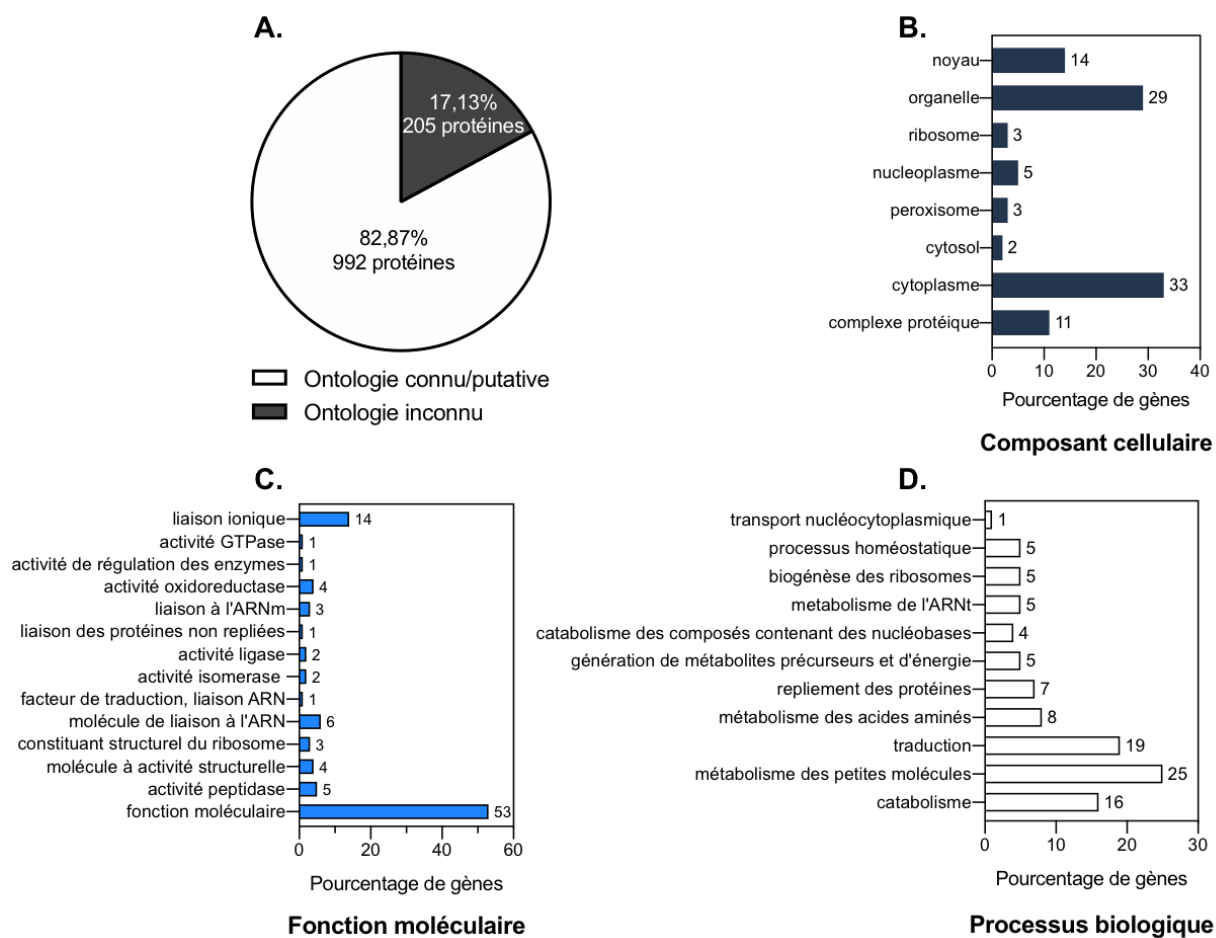 A.
17,13%
205 protéines
82,87%
992 protéines
Ontologie connu/putative
Ontologie inconnu
B.
noyau 14
organelle 29
ribosome 3
nucleoplasme 5
peroxisome 3
cytosol 2
cytoplasme 33
complexe protéique 11
0 10 20 30 40
Pourcentage de gènes
Composant cellulaire
C.
liaison ionique 14
activité GTPase 1
activité de régulation des enzymes 1
activité oxidoreductase 4
liaison à l'ARNm 3
liaison des protéines non repliées 1
activité ligase 2
activité isomerase 2
facteur de traduction, liaison ARN 1
molécule de liaison à l'ARN 6
constituant structurel du ribosome 3
molécule à activité structurelle 4
activité peptidase 5
fonction moléculaire 53
0 20 40 60
Pourcentage de gènes
Fonction moléculaire
D.
transport nucléocytoplasmique 1
processus homéostatique 5
biogénèse des ribosomes 5
metabolisme de l'ARNt 5
catabolisme des composés contenant des nucléobases 4
génération de métabolites précurseurs et d'énergie 5
repliement des protéines 7
métabolisme des acides aminés 8
traduction 19
métabolisme des petites molécules 25
catabolisme 16
0 10 20 30
Pourcentage de gènes
Processus biologique